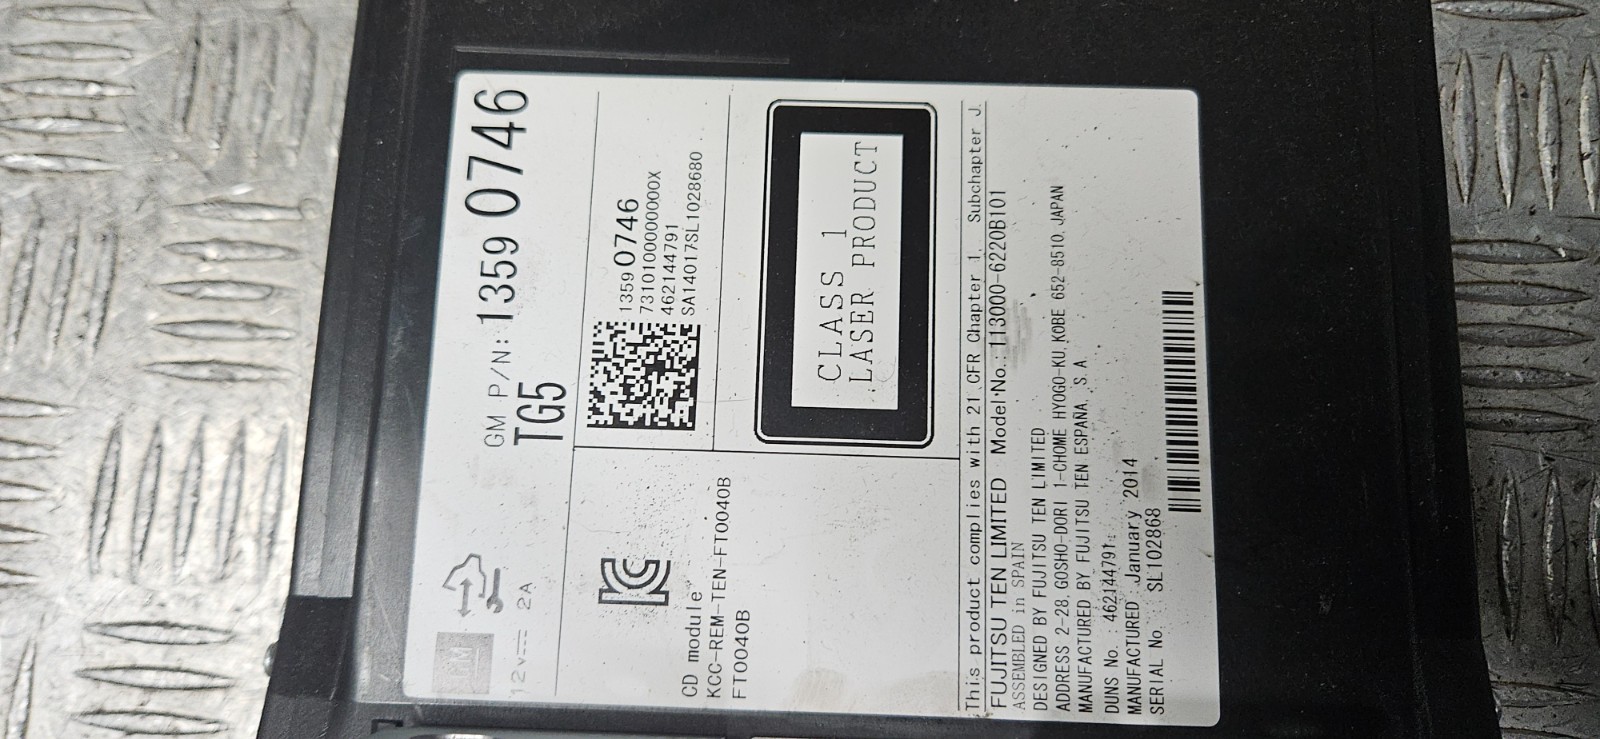 GM
GM P/N: 1359 0746
12v⎓ 2A
TG5
1359 0746
7310100000000000X
462144791
SA14017SL1028680
CD module
KCC-REM-TEN-FT0040B
FT0040B
CLASS 1
LASER PRODUCT
This product complies with 21 CFR Chapter 1, Subchapter J.
FUJITSU TEN LIMITED Model No.: 113000-6220B101
ASSEMBLED in SPAIN
DESIGNED BY FUJITSU TEN LIMITED
ADDRESS 2-28, GOSHO-DORI 1-CHOME HYOGO-KU, KOBE 652-8510, JAPAN
MANUFACTURED BY FUJITSU TEN ESPAÑA, S.A.
DUNS No.: 462144791
MANUFACTURED January 2014
SERIAL No. SL102868